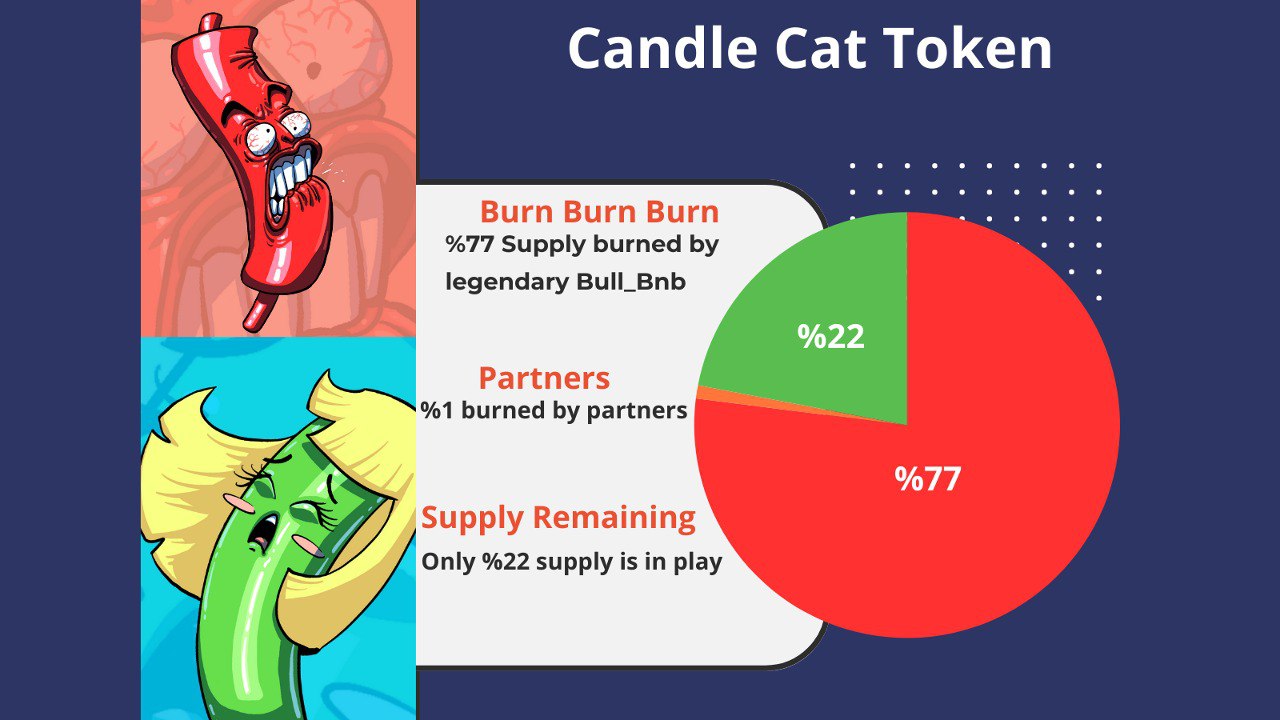 Candle Cat Token
Burn Burn Burn
%77 Supply burned by
legendary Bull_Bnb
Partners
%1 burned by partners
Supply Remaining
Only %22 supply is in play
%22
%77